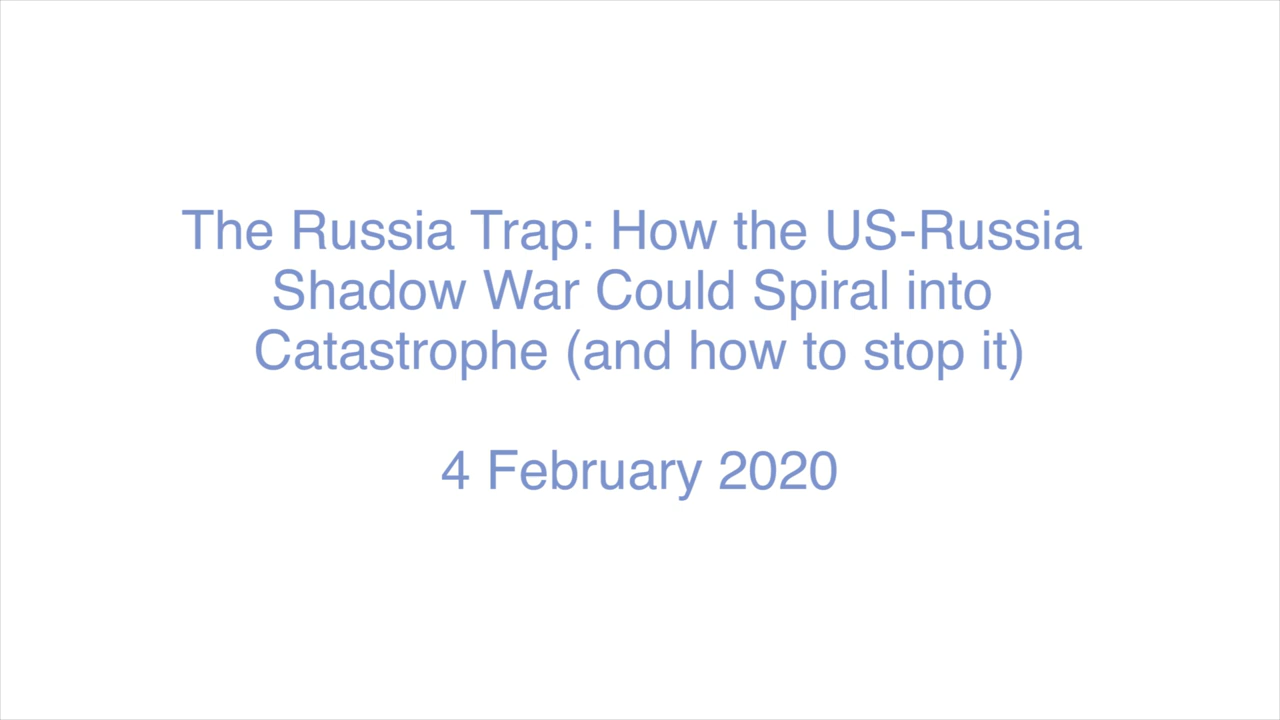 The Russia Trap: How the US-Russia
Shadow War Could Spiral into
Catastrophe (and how to stop it)
4 February 2020